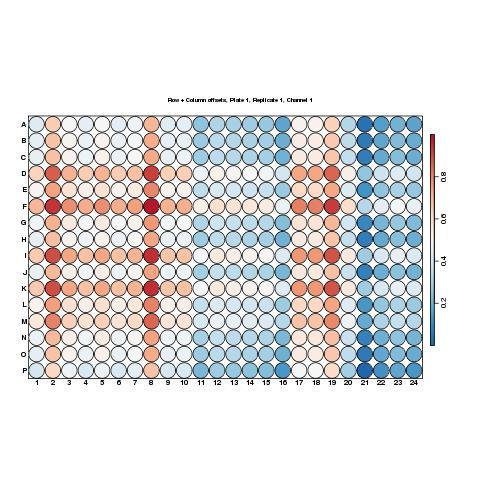 Row + Column offsets, Plate 1, Replicate 1, Channel 1
A
B
C
D
E
F
G
H
I
J
K
L
M
N
O
P
1 2 3 4 5 6 7 8 9 10 11 12 13 14 15 16 17 18 19 20 21 22 23 24
0.8
0.6
0.4
0.2